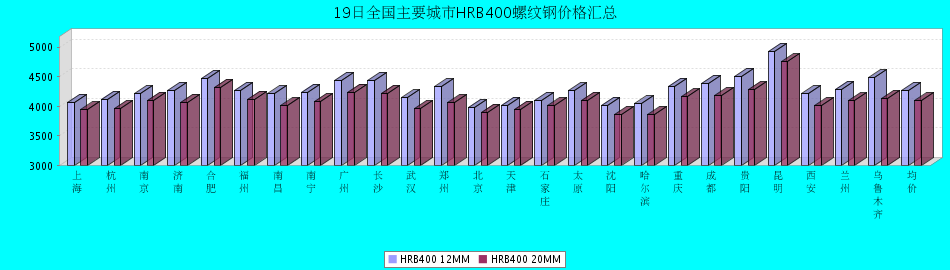 19日全国主要城市HRB400螺纹钢价格汇总
5000
4500
4000
3500
3000
上海
杭州
南京
济南
合肥
福州
南昌
南宁
广州
长沙
武汉
郑州
北京
天津
石家庄
太原
沈阳
哈尔滨
重庆
成都
贵阳
昆明
西安
兰州
乌鲁木齐
均价
HRB400 12MM
HRB400 20MM